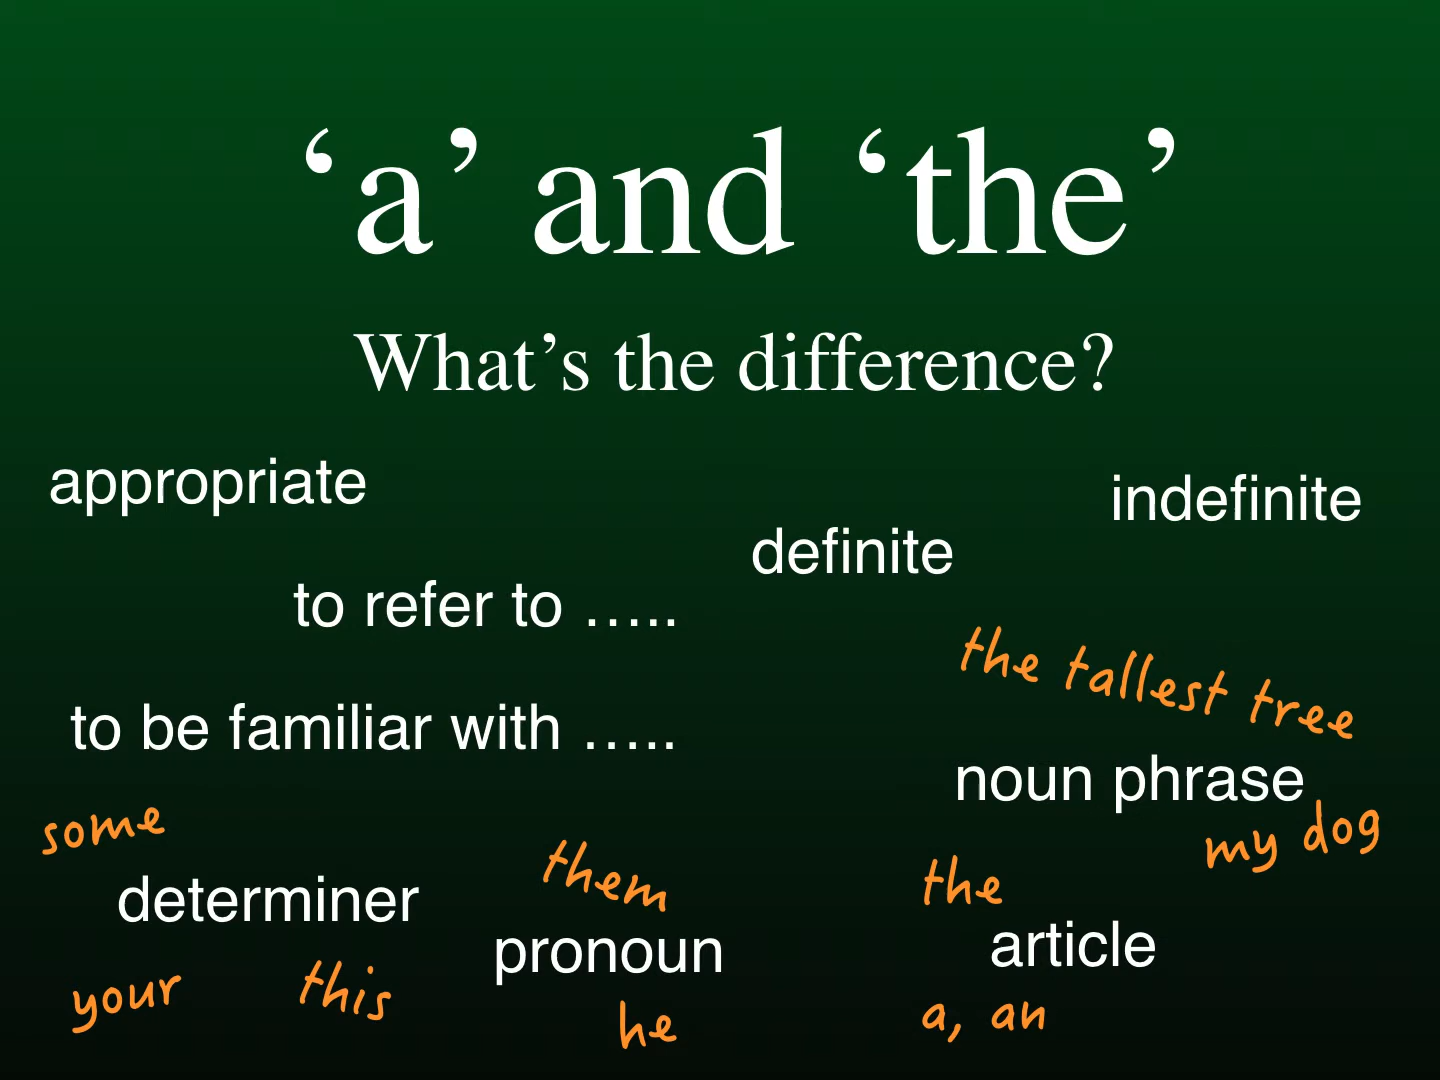 ‘a’ and ‘the’
What’s the difference?
appropriate
indefinite
definite
to refer to …..
the tallest tree
to be familiar with …..
noun phrase
some
my dog
them
the
determiner
pronoun
article
your
this
he
a, an